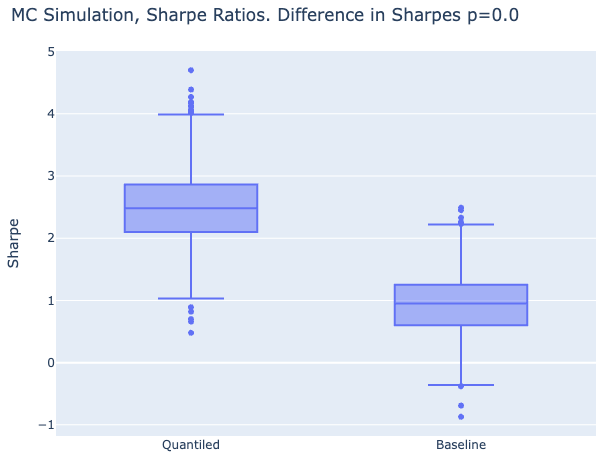 MC Simulation, Sharpe Ratios. Difference in Sharpes p=0.0
5
4
3
2
1
0
−1
Sharpe
Quantiled
Baseline